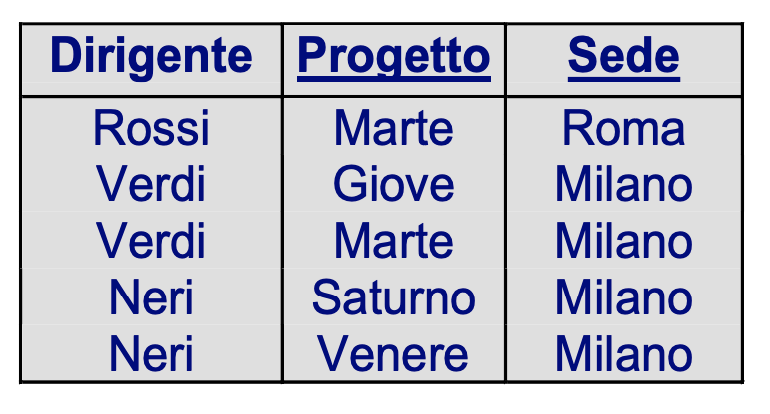 Dirigente Progetto Sede
Rossi Marte Roma
Verdi Giove Milano
Verdi Marte Milano
Neri Saturno Milano
Neri Venere Milano